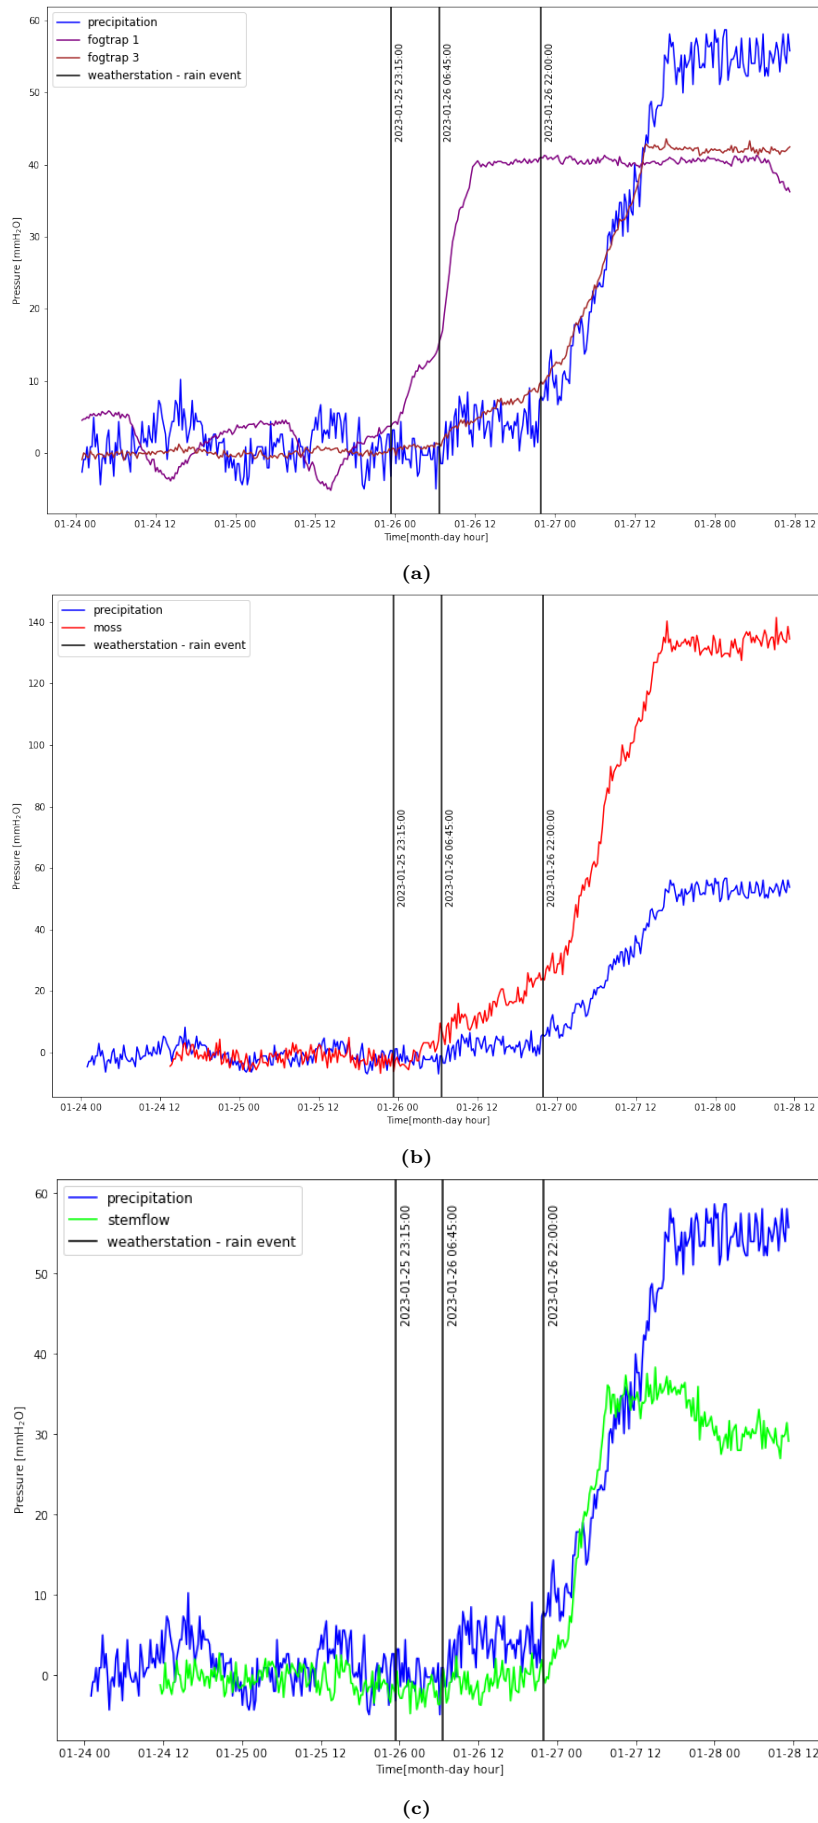 precipitation
fogtrap 1
fogtrap 3
weatherstation - rain event
2023-01-25 23:15:00
2023-01-26 06:45:00
2023-01-26 22:00:00
60
50
40
30
20
10
0
Pressure [mmH₂O]
01-24 00 01-24 12 01-25 00 01-25 12 01-26 00 01-26 12 01-27 00 01-27 12 01-28 00 01-28 12
Time[month-day hour]
(a)
precipitation
moss
weatherstation - rain event
2023-01-25 23:15:00
2023-01-26 06:45:00
2023-01-26 22:00:00
140
120
100
80
60
40
20
0
Pressure [mmH₂O]
01-24 00 01-24 12 01-25 00 01-25 12 01-26 00 01-26 12 01-27 00 01-27 12 01-28 00 01-28 12
Time[month-day hour]
(b)
precipitation
stemflow
weatherstation - rain event
2023-01-25 23:15:00
2023-01-26 06:45:00
2023-01-26 22:00:00
60
50
40
30
20
10
0
Pressure [mmH₂O]
01-24 00 01-24 12 01-25 00 01-25 12 01-26 00 01-26 12 01-27 00 01-27 12 01-28 00 01-28 12
Time[month-day hour]
(c)